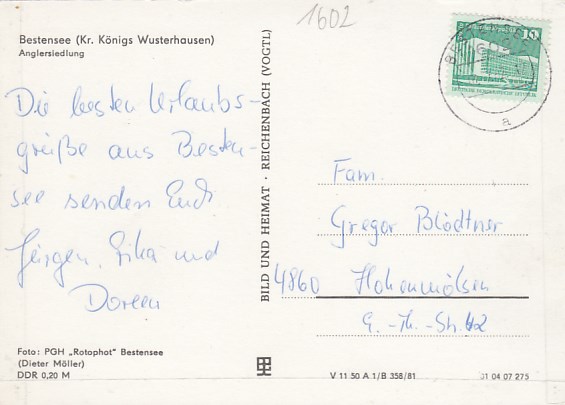 1602
Bestensee (Kr. Königs Wusterhausen)
Anglersiedlung
Die besten Urlaubs-
grüße aus Besten-
see senden Euch
Jürgen, Erika und
Doreen
Foto: PGH „Rotophot" Bestensee
(Dieter Möller)
DDR 0,20 M
BILD UND HEIMAT · REICHENBACH (VOGTL)
10
a
Fam.
Gregor Blödtner
4860 Hohenmölsen
G.-Th.-Str. 42
V 11 50 A 1/B 358/81
01 04 07 275